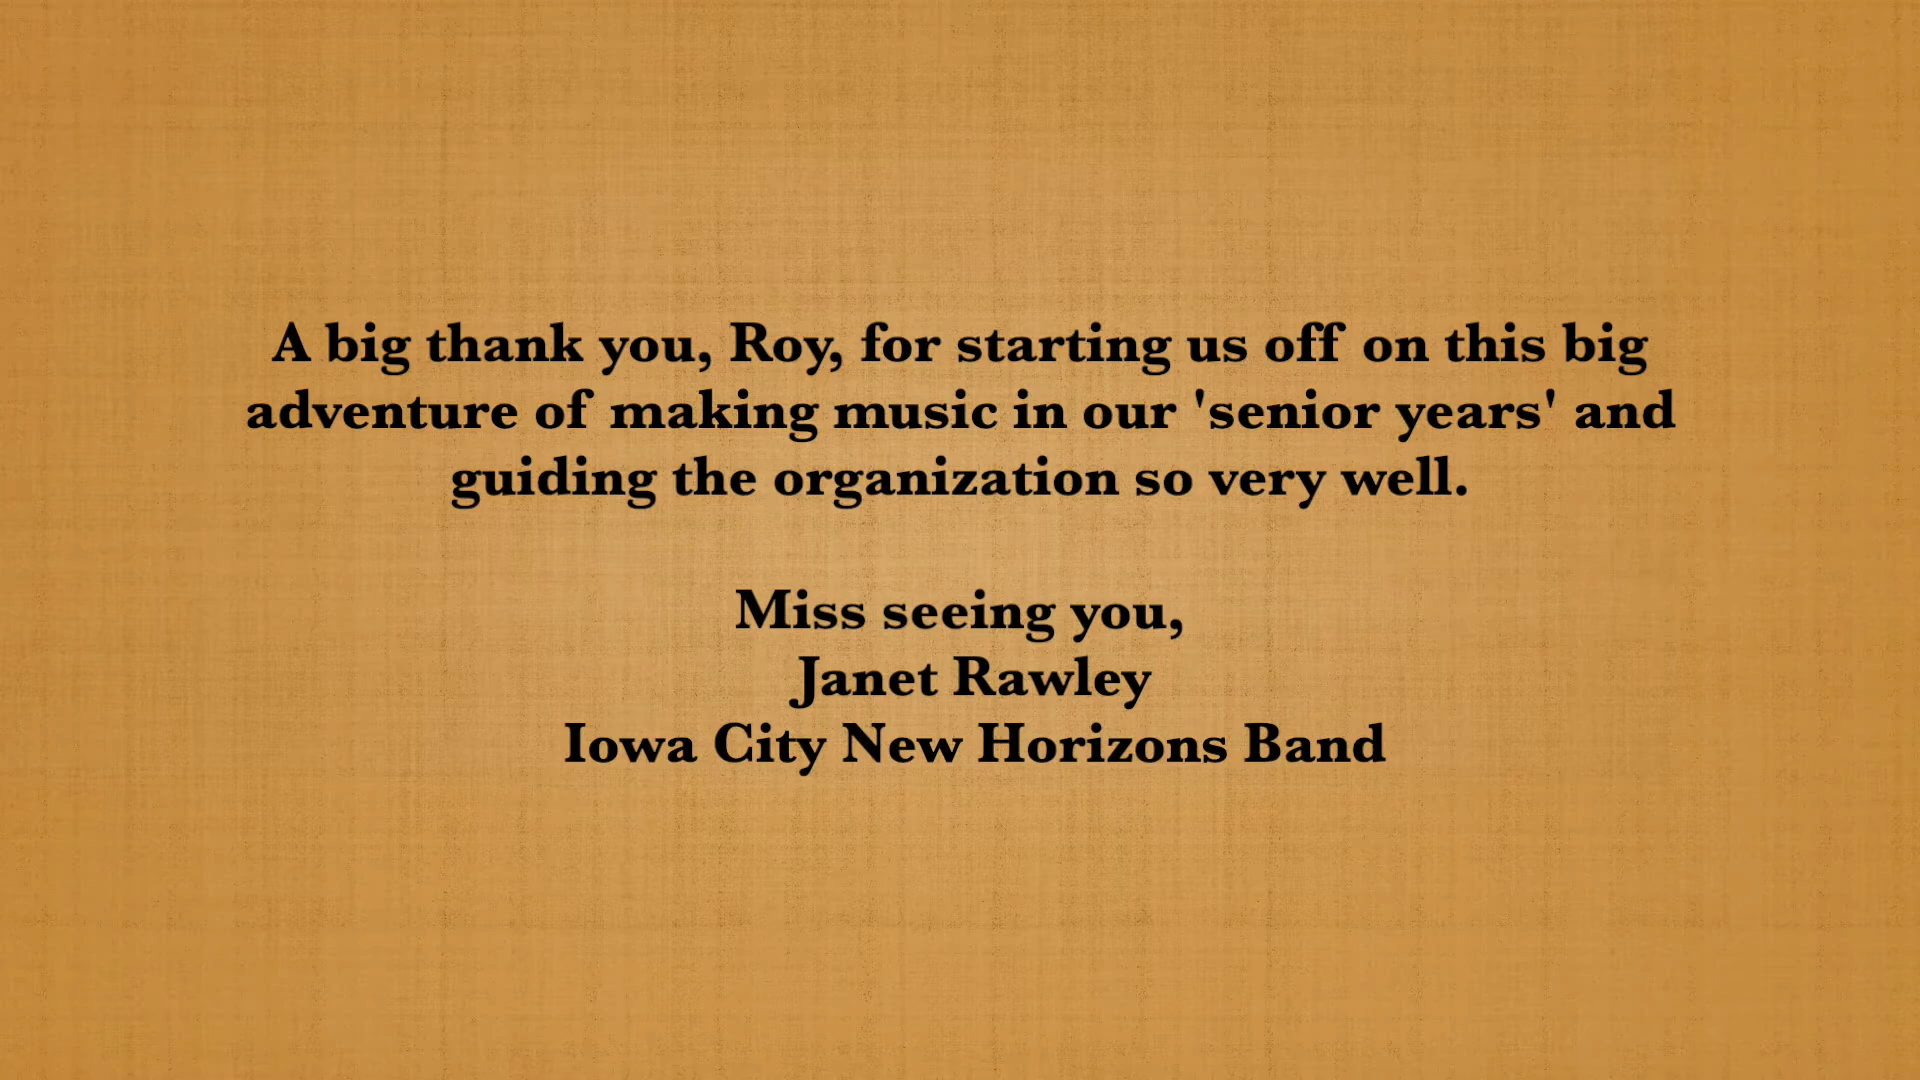 A big thank you, Roy, for starting us off on this big
adventure of making music in our 'senior years' and
guiding the organization so very well.
Miss seeing you,
Janet Rawley
Iowa City New Horizons Band